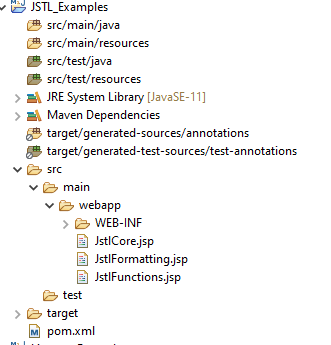 JSTL_Examples
src/main/java
src/main/resources
src/test/java
src/test/resources
JRE System Library [JavaSE-11]
Maven Dependencies
target/generated-sources/annotations
target/generated-test-sources/test-annotations
src
main
webapp
WEB-INF
JstlCore.jsp
JstlFormatting.jsp
JstlFunctions.jsp
test
target
pom.xml